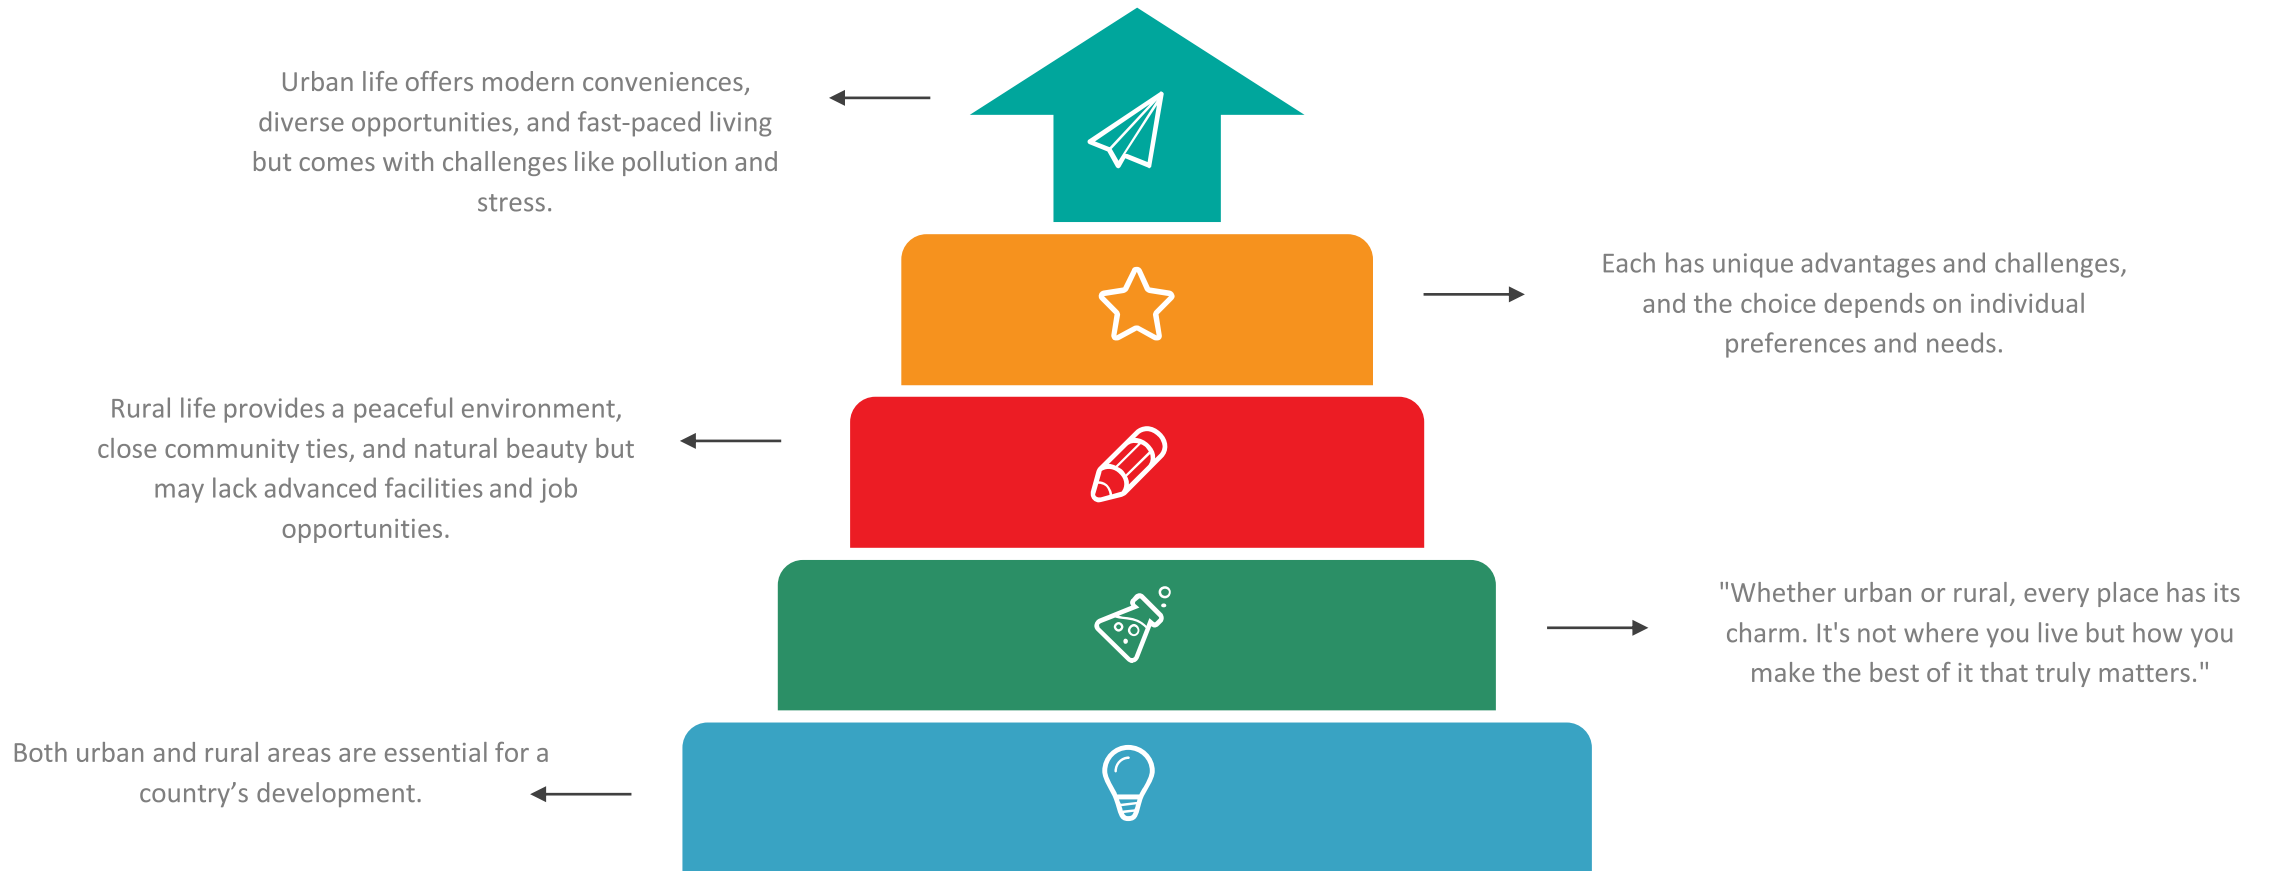 Urban life offers modern conveniences,
diverse opportunities, and fast-paced living
but comes with challenges like pollution and
stress.
Each has unique advantages and challenges,
and the choice depends on individual
preferences and needs.
Rural life provides a peaceful environment,
close community ties, and natural beauty but
may lack advanced facilities and job
opportunities.
"Whether urban or rural, every place has its
charm. It's not where you live but how you
make the best of it that truly matters."
Both urban and rural areas are essential for a
country’s development.